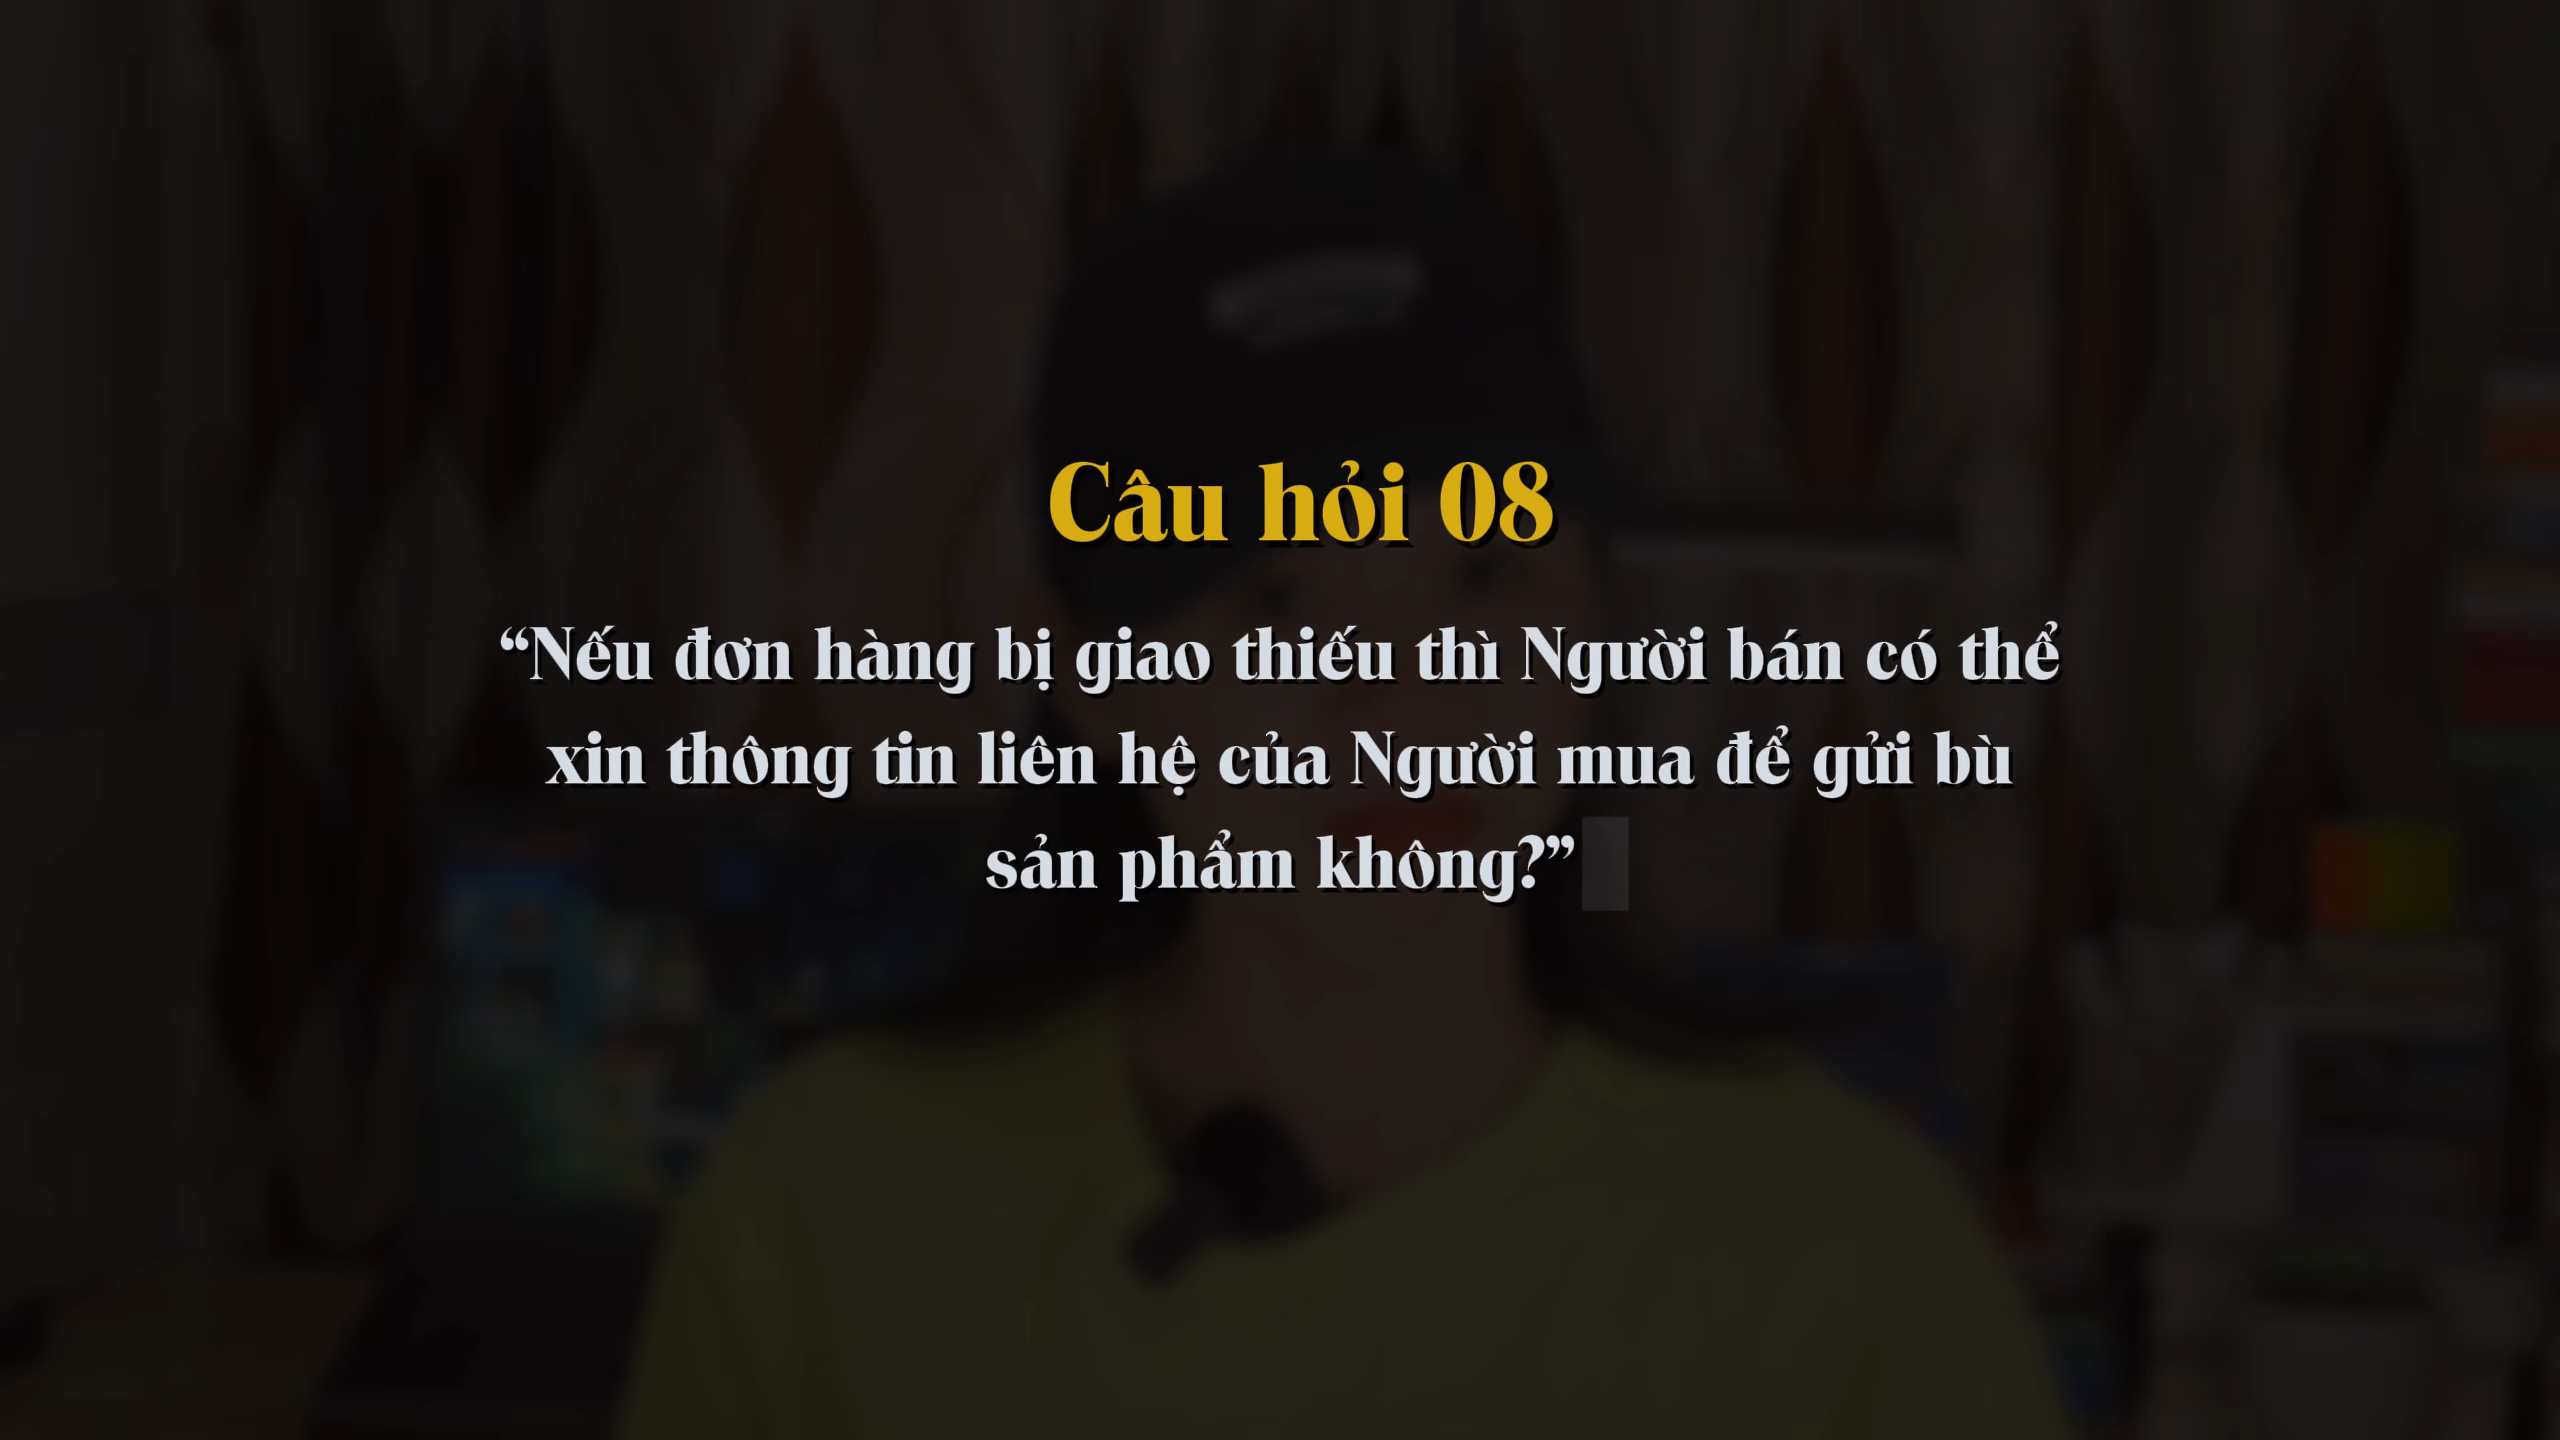 Câu hỏi 08
“Nếu đơn hàng bị giao thiếu thì Người bán có thể
xin thông tin liên hệ của Người mua để gửi bù
sản phẩm không?”